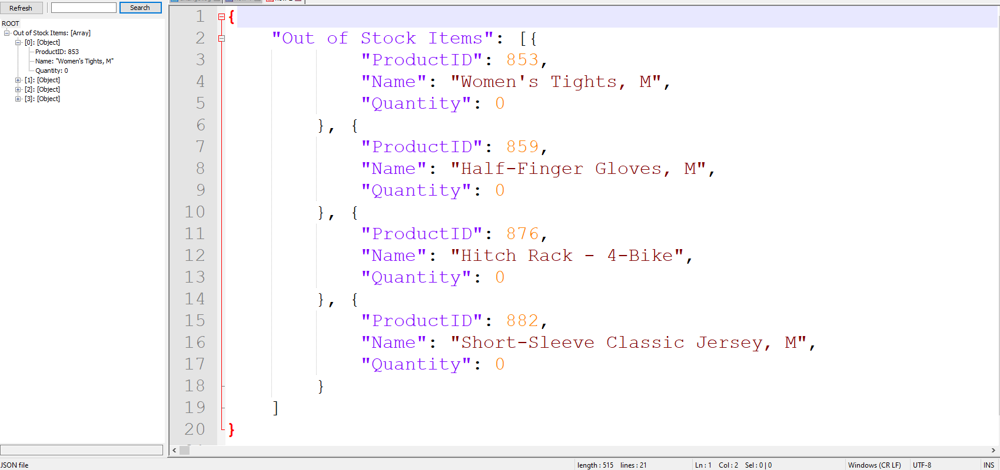 Refresh
Search
ROOT
Out of Stock Items: [Array]
[0]: [Object]
ProductID: 853
Name: "Women's Tights, M"
Quantity: 0
[1]: [Object]
[2]: [Object]
[3]: [Object]
1 {
2 "Out of Stock Items": [{
3 "ProductID": 853,
4 "Name": "Women's Tights, M",
5 "Quantity": 0
6 }, {
7 "ProductID": 859,
8 "Name": "Half-Finger Gloves, M",
9 "Quantity": 0
10 }, {
11 "ProductID": 876,
12 "Name": "Hitch Rack - 4-Bike",
13 "Quantity": 0
14 }, {
15 "ProductID": 882,
16 "Name": "Short-Sleeve Classic Jersey, M",
17 "Quantity": 0
18 }
19 ]
20 }
JSON file length : 515 lines : 21 Ln : 1 Col : 2 Sel : 0 | 0 Windows (CR LF) UTF-8 INS